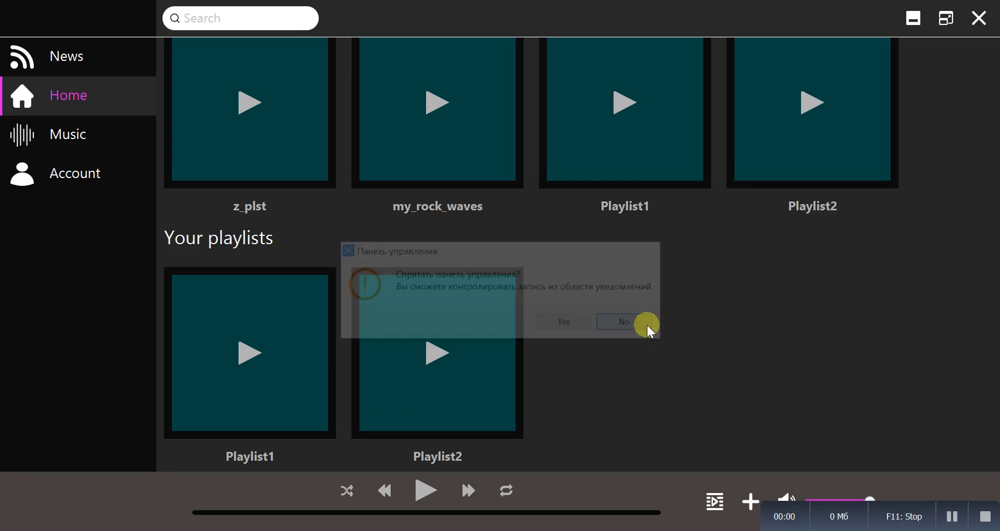 Search
News
Home
Music
Account
z_plst
my_rock_waves
Playlist1
Playlist2
Your playlists
Панель управления
Спрятать панель управления?
Вы сможете контролировать запись из области уведомлений
Yes
No
Playlist1
Playlist2
00:00
0 Мб
F11: Stop